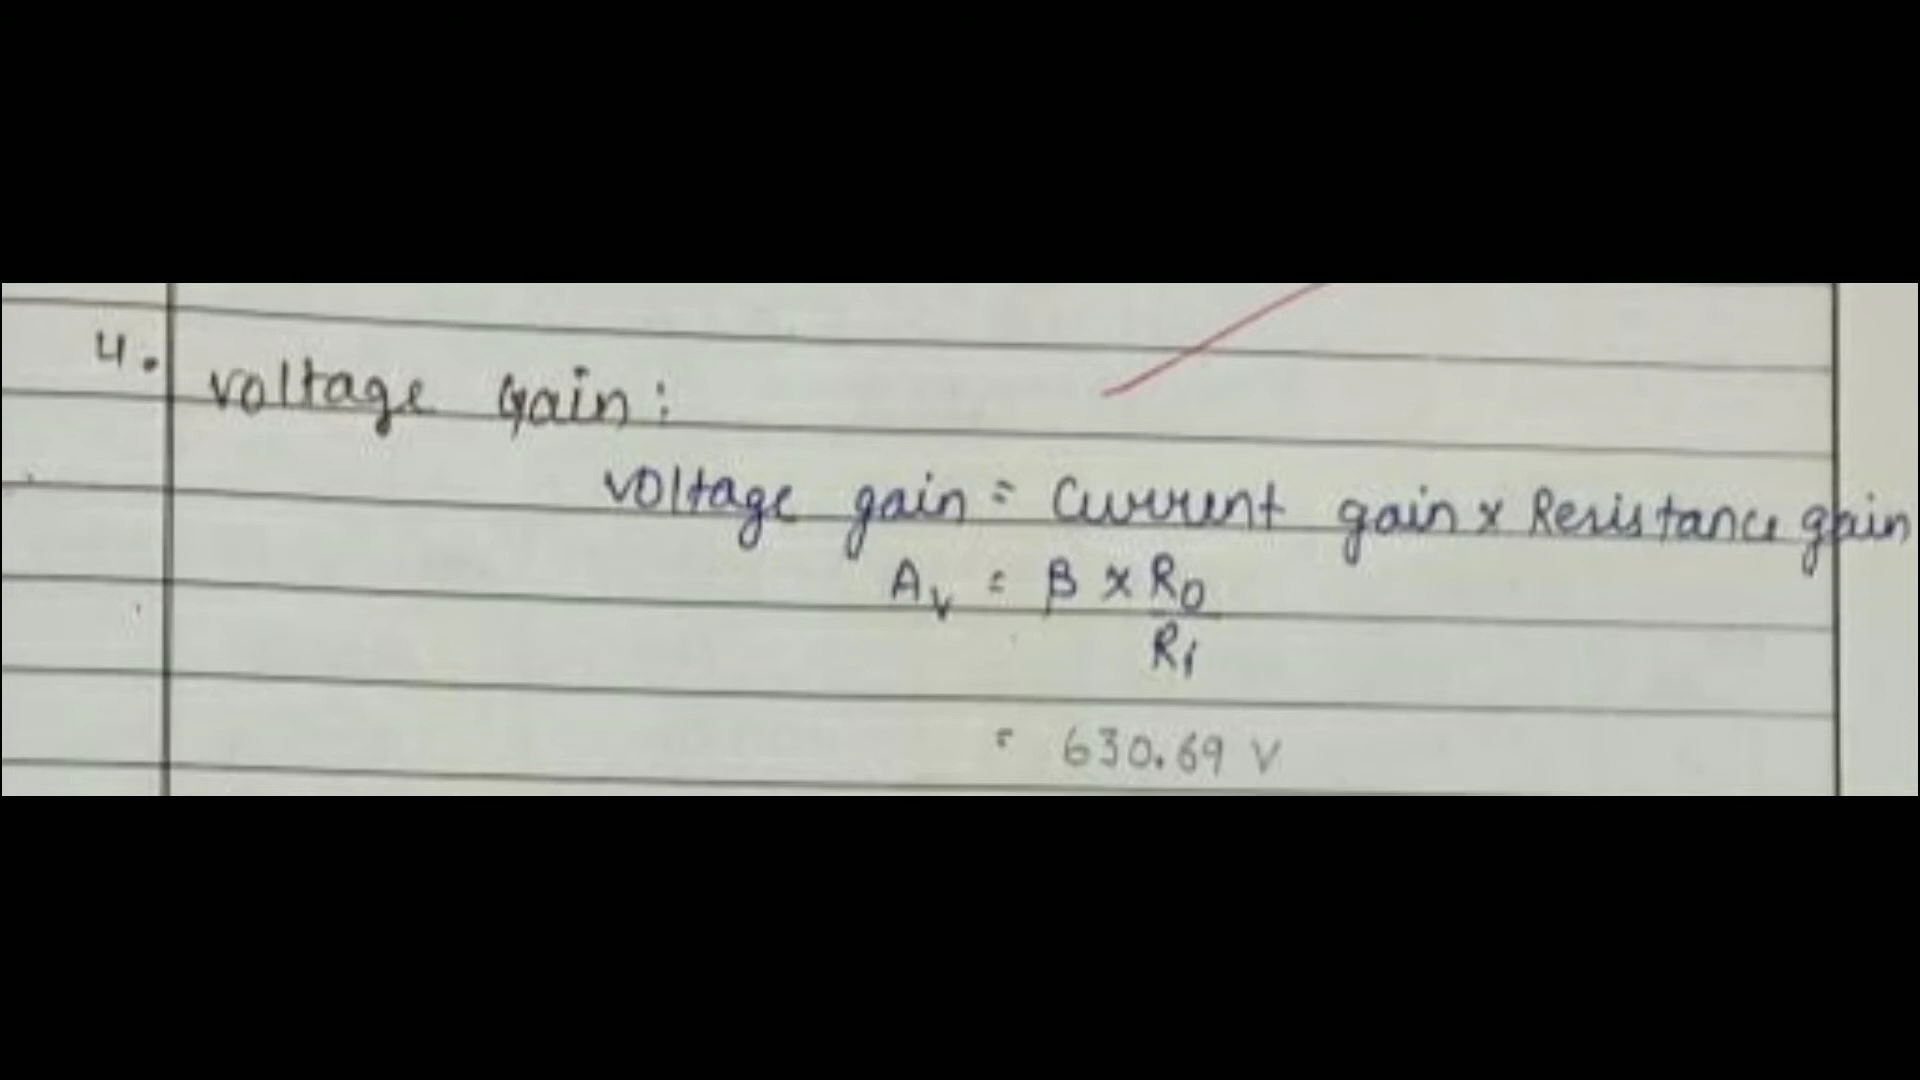 4. Voltage Gain:
Voltage gain = Current gain x Resistance gain
Av = β x Ro
Ri
= 630.69 V